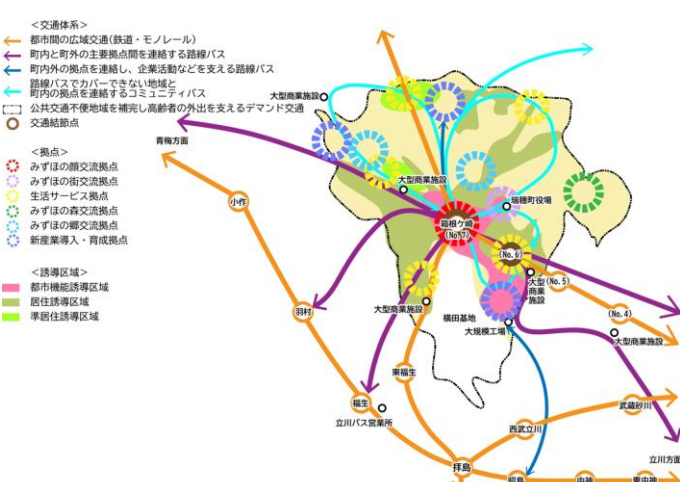 ＜交通体系＞
都市間の広域交通(鉄道・モノレール)
町内と町外の主要拠点間を連絡する路線バス
町内外の拠点を連絡し、企業活動などを支える路線バス
路線バスでカバーできない地域と
町内の拠点を連絡するコミュニティバス
公共交通不便地域を補完し高齢者の外出を支えるデマンド交通
交通結節点
＜拠点＞
みずほの顔交流拠点
みずほの街交流拠点
生活サービス拠点
みずほの森交流拠点
みずほの郷交流拠点
新産業導入・育成拠点
＜誘導区域＞
都市機能誘導区域
居住誘導区域
準居住誘導区域
大型商業施設
青梅方面
大型商業施設
小作
瑞穂町役場
箱根ケ崎
(No.7)
(No.6)
大型
商業
施設
(No.5)
(No.4)
羽村
大型商業施設
横田基地
大規模工場
大型商業施設
東福生
福生
立川バス営業所
武蔵砂川
西武立川
立川方面
拝島
昭島
中神
東中神